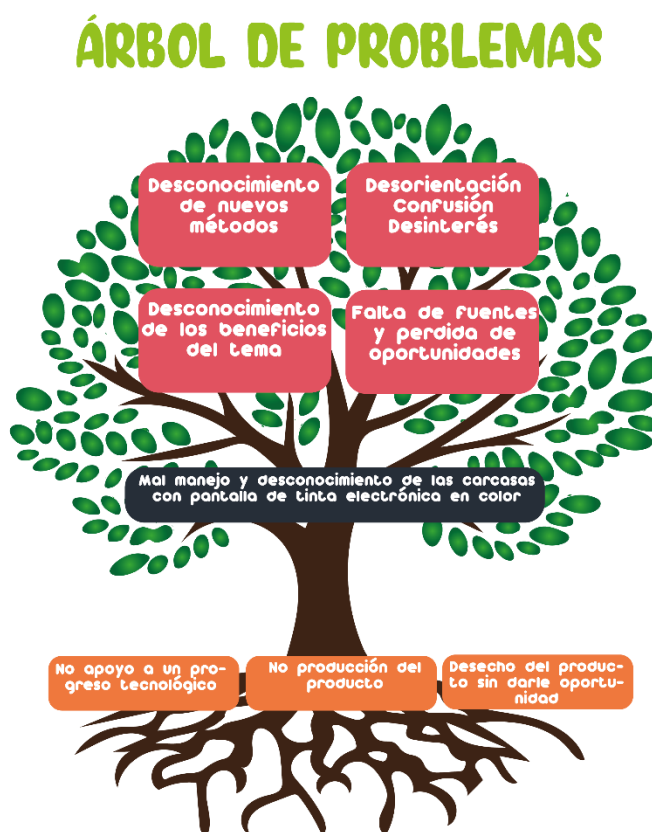 ÁRBOL DE PROBLEMAS
Desconocimiento
de nuevos
métodos
Desorientación
Confusión
Desinterés
Desconocimiento
de los beneficios
del tema
Falta de fuentes
y perdida de
oportunidades
Mal manejo y desconocimiento de las carcasas
con pantalla de tinta electrónica en color
No apoyo a un pro-
greso tecnológico
No producción del
producto
Desecho del produc-
to sin darle oportu-
nidad